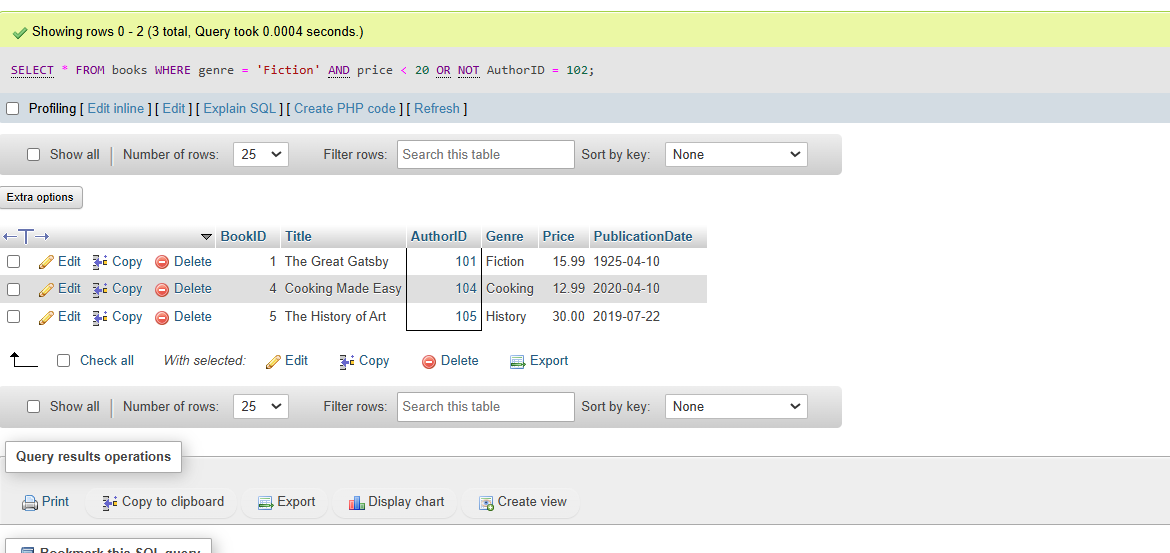 Showing rows 0 - 2 (3 total, Query took 0.0004 seconds.)
SELECT * FROM books WHERE genre = 'Fiction' AND price < 20 OR NOT AuthorID = 102;
Profiling [ Edit inline ] [ Edit ] [ Explain SQL ] [ Create PHP code ] [ Refresh ]
Show all | Number of rows: 25 Filter rows: Search this table Sort by key: None
Extra options
BookID Title AuthorID Genre Price PublicationDate
Edit Copy Delete 1 The Great Gatsby 101 Fiction 15.99 1925-04-10
Edit Copy Delete 4 Cooking Made Easy 104 Cooking 12.99 2020-04-10
Edit Copy Delete 5 The History of Art 105 History 30.00 2019-07-22
Check all With selected: Edit Copy Delete Export
Show all | Number of rows: 25 Filter rows: Search this table Sort by key: None
Query results operations
Print Copy to clipboard Export Display chart Create view
Bookmark this SQL query